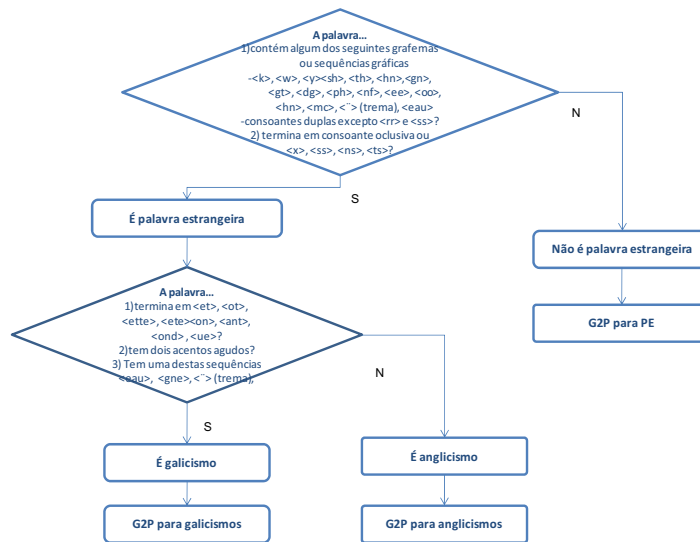 A palavra...
1)contém algum dos seguintes grafemas
ou sequências gráficas
-<k>, <w>, <y><sh>, <th>, <hn>,<gn>,
<gt>, <dg>, <ph>, <nf>, <ee>, <oo>,
<hn>, <mc>, <¨> (trema), <eau>
-consoantes duplas excepto <rr> e <ss>?
2) termina em consoante oclusiva ou
<x>, <ss>, <ns>, <ts>?
N
S
É palavra estrangeira
Não é palavra estrangeira
G2P para PE
A palavra...
1)termina em <et>, <ot>,
<ette>, <ete><on>, <ant>,
<ond>, <ue>?
2)tem dois acentos agudos?
3) Tem uma destas sequências
<eau>, <gne>, <¨> (trema),
N
S
É galicismo
É anglicismo
G2P para galicismos
G2P para anglicismos